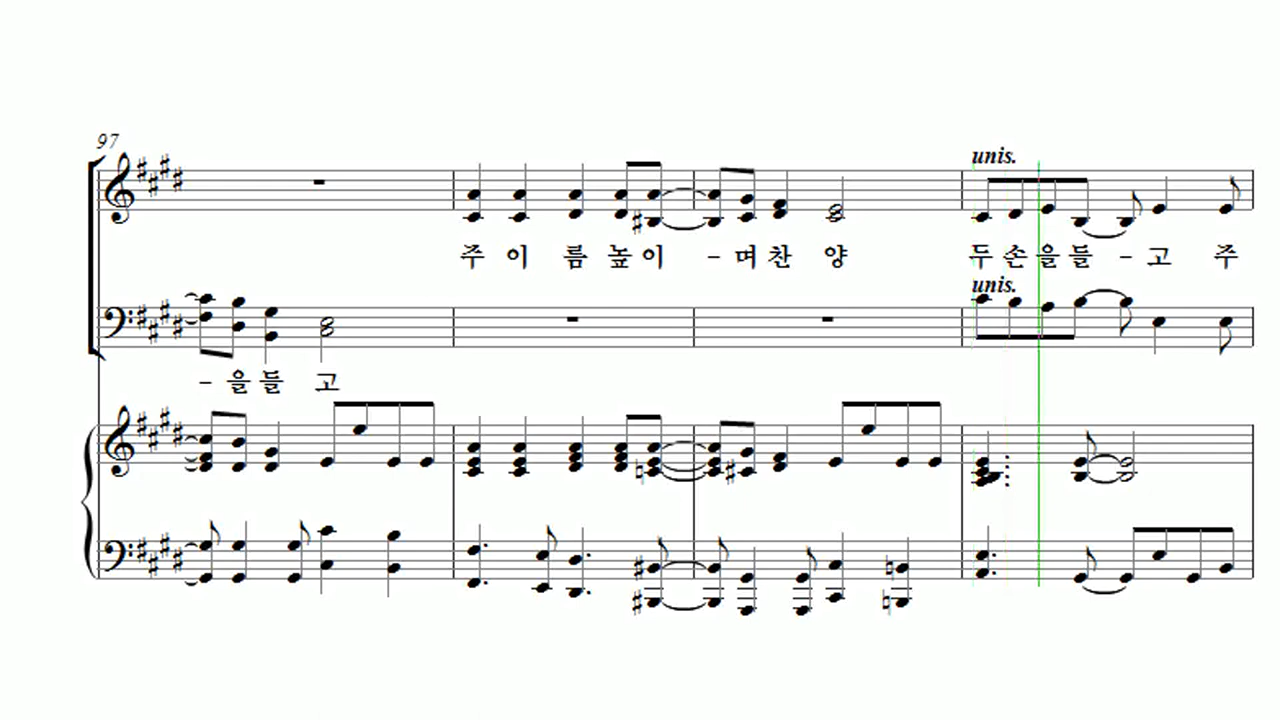 97
unis.
주 이 름 높 이 - 며 찬 양 두 손 을 들 - 고 주
unis.
- 을 들 고